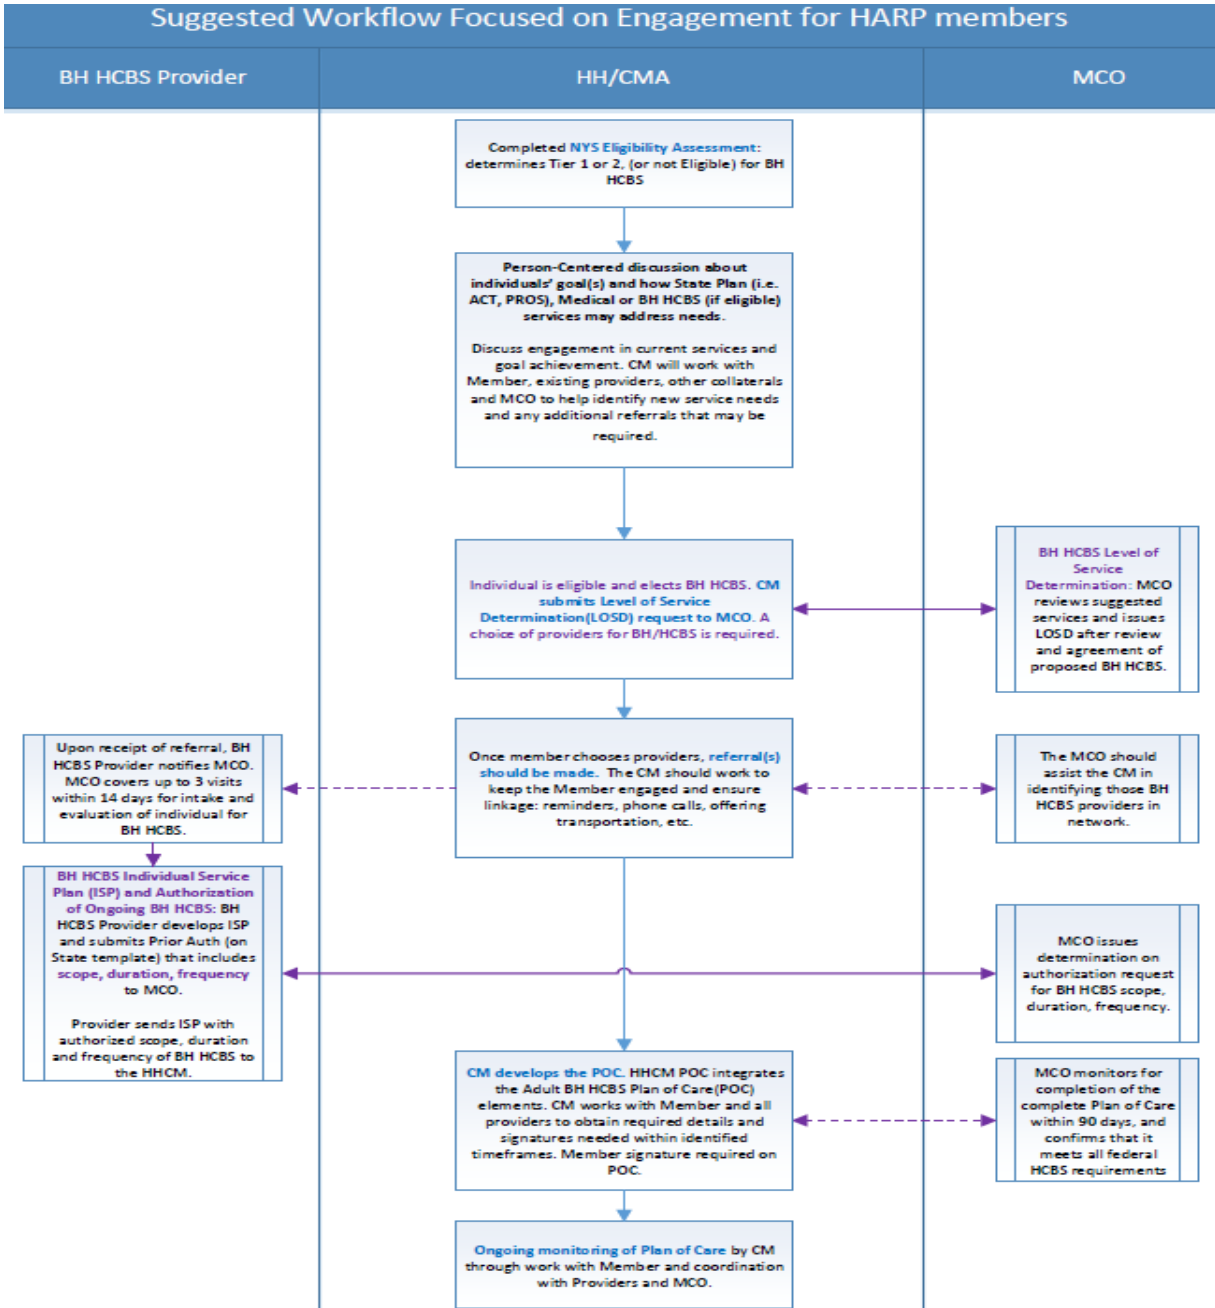 Suggested Workflow Focused on Engagement for HARP members
BH HCBS Provider
HH/CMA
MCO
Completed NYS Eligibility Assessment:
determines Tier 1 or 2, (or not Eligible) for BH
HCBS
Person-Centered discussion about
individuals' goal(s) and how State Plan (i.e.
ACT, PROS), Medical or BH HCBS (if eligible)
services may address needs.
Discuss engagement in current services and
goal achievement. CM will work with
Member, existing providers, other collaterals
and MCO to help identify new service needs
and any additional referrals that may be
required.
Individual is eligible and elects BH HCBS. CM
submits Level of Service
Determination(LOSD) request to MCO. A
choice of providers for BH/HCBS is required.
BH HCBS Level of
Service
Determination: MCO
reviews suggested
services and issues
LOSD after review
and agreement of
proposed BH HCBS.
Upon receipt of referral, BH
HCBS Provider notifies MCO.
MCO covers up to 3 visits
within 14 days for intake and
evaluation of individual for
BH HCBS.
Once member chooses providers, referral(s)
should be made. The CM should work to
keep the Member engaged and ensure
linkage: reminders, phone calls, offering
transportation, etc.
The MCO should
assist the CM in
identifying those BH
HCBS providers in
network.
BH HCBS Individual Service
Plan (ISP) and Authorization
of Ongoing BH HCBS: BH
HCBS Provider develops ISP
and submits Prior Auth (on
State template) that includes
scope, duration, frequency
to MCO.
Provider sends ISP with
authorized scope, duration
and frequency of BH HCBS to
the HHCM.
MCO issues
determination on
authorization request
for BH HCBS scope,
duration, frequency.
CM develops the POC. HHCM POC integrates
the Adult BH HCBS Plan of Care(POC)
elements. CM works with Member and all
providers to obtain required details and
signatures needed within identified
timeframes. Member signature required on
POC.
MCO monitors for
completion of the
complete Plan of Care
within 90 days, and
confirms that it
meets all federal
HCBS requirements
Ongoing monitoring of Plan of Care by CM
through work with Member and coordination
with Providers and MCO.